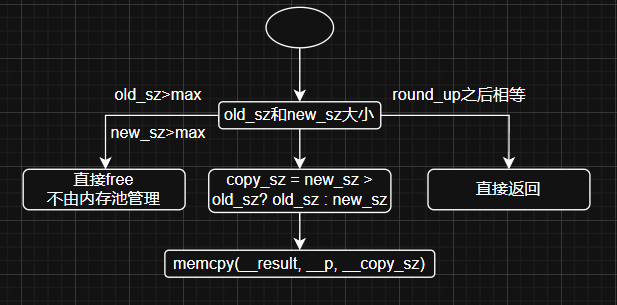 old_sz>max
new_sz>max
old_sz和new_sz大小
round_up之后相等
直接free
不由内存池管理
copy_sz = new_sz >
old_sz? old_sz : new_sz
直接返回
memcpy(__result, __p, __copy_sz)